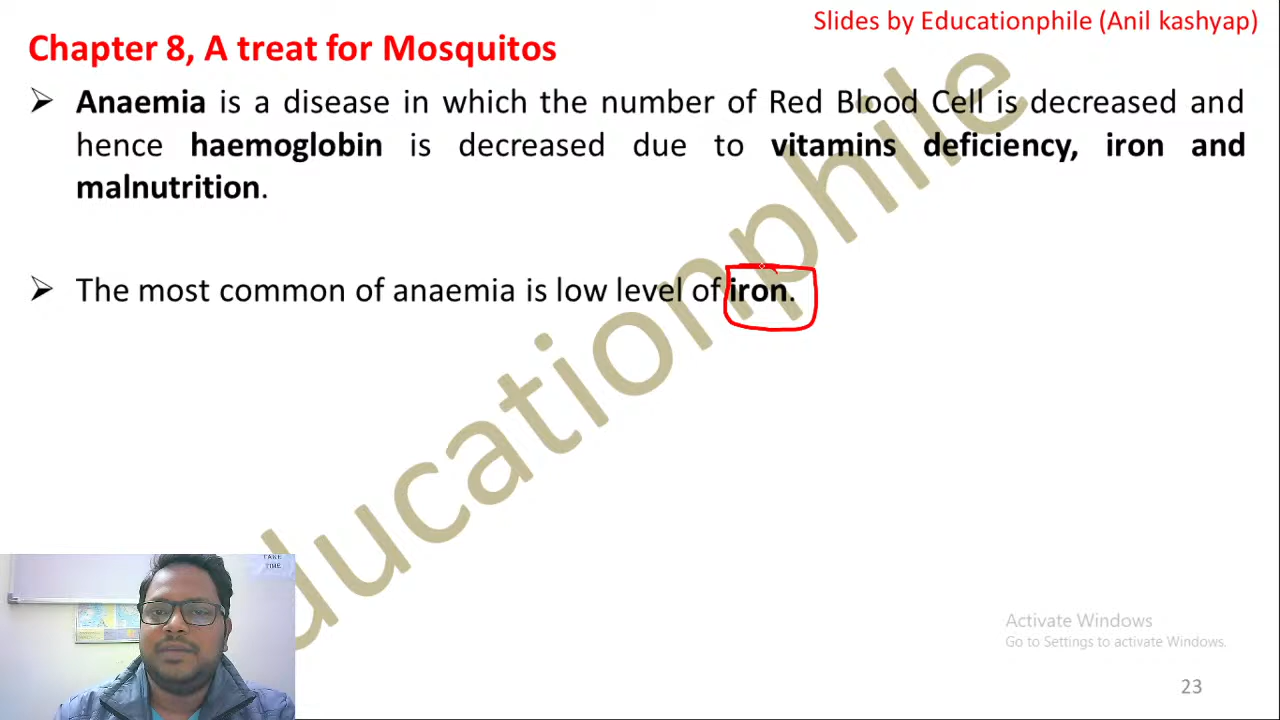 Slides by Educationphile (Anil kashyap)
Chapter 8, A treat for Mosquitos
➢ Anaemia is a disease in which the number of Red Blood Cell is decreased and
hence haemoglobin is decreased due to vitamins deficiency, iron and
malnutrition.
➢ The most common of anaemia is low level of iron.
Educationphile
TAKE
TIME
Activate Windows
Go to Settings to activate Windows.
23